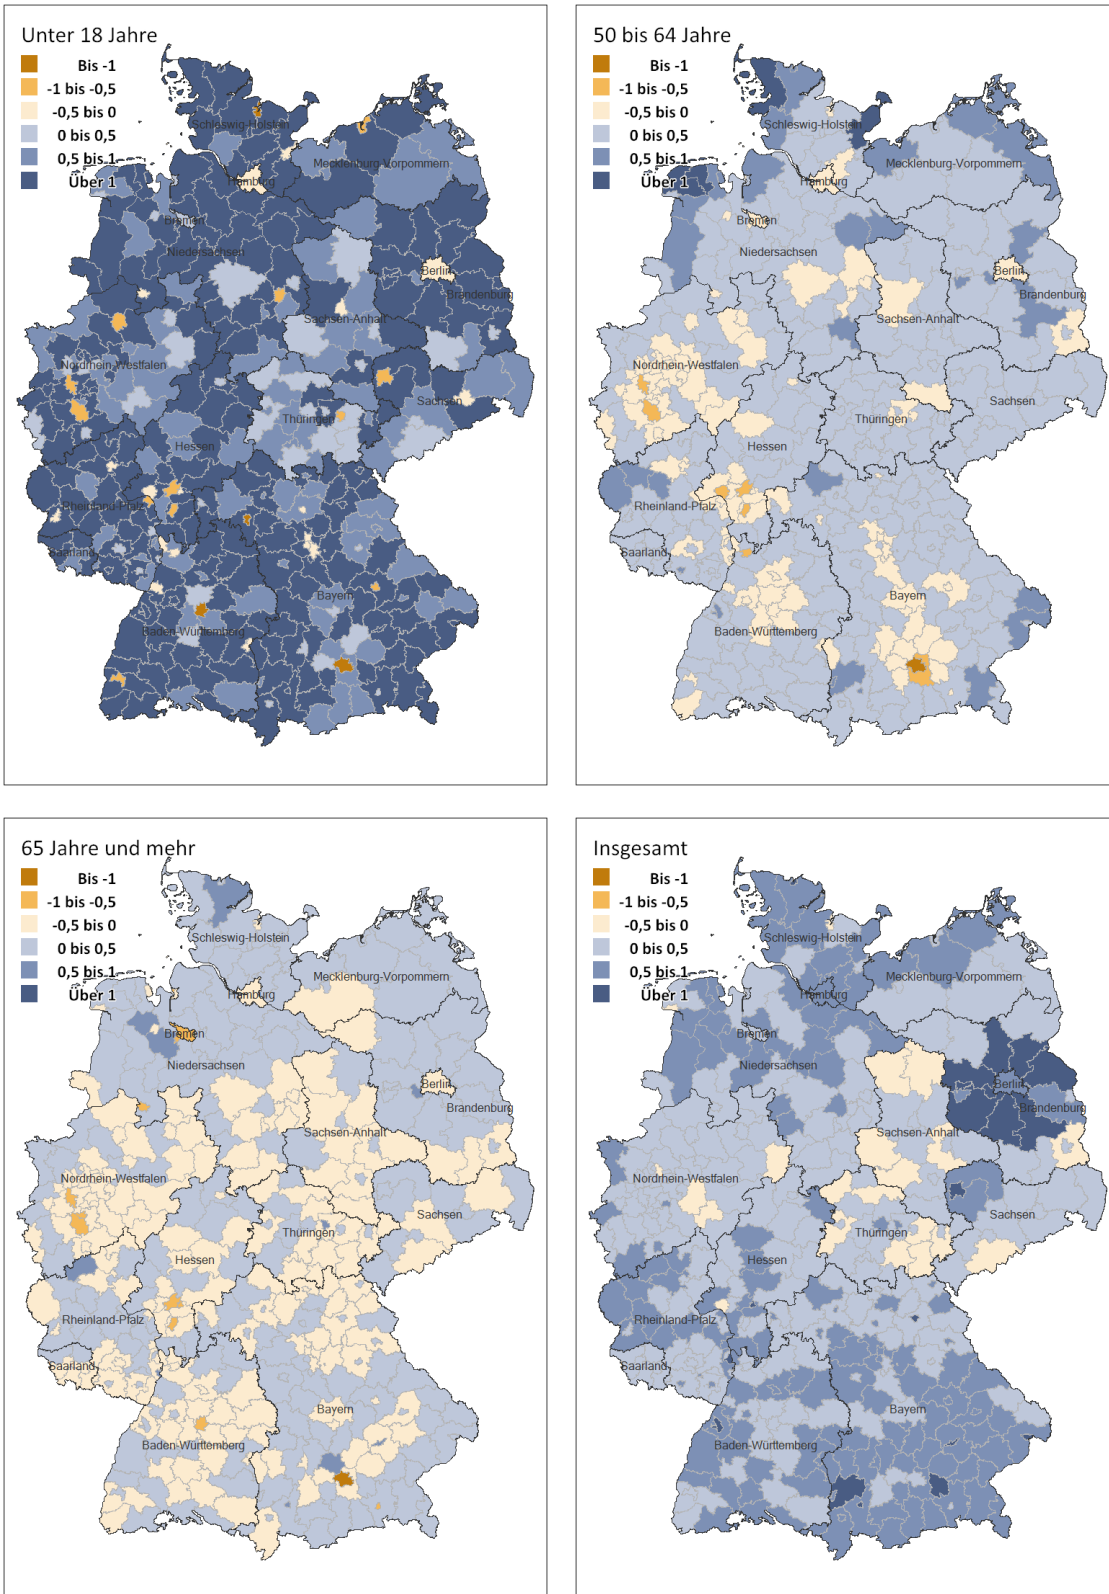 Unter 18 Jahre
Bis -1
-1 bis -0,5
-0,5 bis 0
0 bis 0,5
0,5 bis 1
Über 1
Schleswig-Holstein
Mecklenburg-Vorpommern
Hamburg
Bremen
Niedersachsen
Berlin
Brandenburg
Sachsen-Anhalt
Nordrhein-Westfalen
Sachsen
Thüringen
Hessen
Rheinland-Pfalz
Saarland
Bayern
Baden-Württemberg
50 bis 64 Jahre
Bis -1
-1 bis -0,5
-0,5 bis 0
0 bis 0,5
0,5 bis 1
Über 1
Schleswig-Holstein
Mecklenburg-Vorpommern
Hamburg
Bremen
Niedersachsen
Berlin
Brandenburg
Sachsen-Anhalt
Nordrhein-Westfalen
Sachsen
Thüringen
Hessen
Rheinland-Pfalz
Saarland
Bayern
Baden-Württemberg
65 Jahre und mehr
Bis -1
-1 bis -0,5
-0,5 bis 0
0 bis 0,5
0,5 bis 1
Über 1
Schleswig-Holstein
Mecklenburg-Vorpommern
Hamburg
Bremen
Niedersachsen
Berlin
Brandenburg
Sachsen-Anhalt
Nordrhein-Westfalen
Sachsen
Thüringen
Hessen
Rheinland-Pfalz
Saarland
Bayern
Baden-Württemberg
Insgesamt
Bis -1
-1 bis -0,5
-0,5 bis 0
0 bis 0,5
0,5 bis 1
Über 1
Schleswig-Holstein
Mecklenburg-Vorpommern
Hamburg
Bremen
Niedersachsen
Berlin
Brandenburg
Sachsen-Anhalt
Nordrhein-Westfalen
Sachsen
Thüringen
Hessen
Rheinland-Pfalz
Saarland
Bayern
Baden-Württemberg